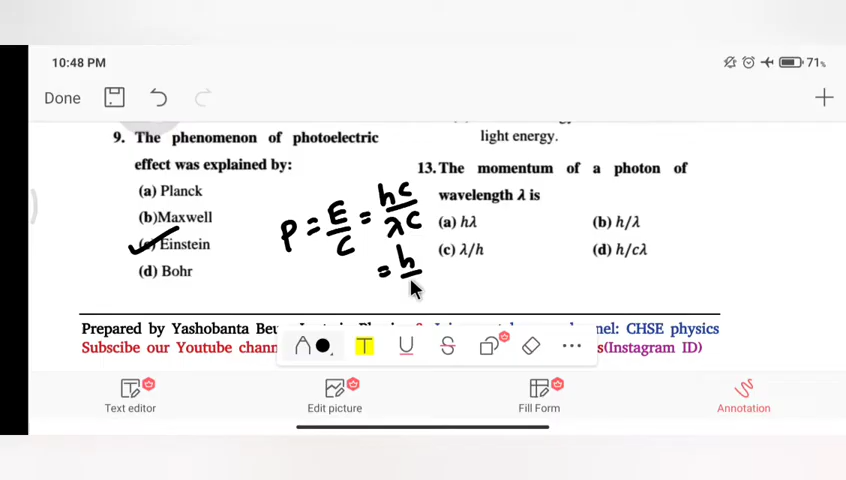 10:48 PM
71%
Done
9. The phenomenon of photoelectric
effect was explained by:
(a) Planck
(b)Maxwell
(c) Einstein
(d) Bohr
P = E/C = hC/λC
= h
light energy.
13. The momentum of a photon of
wavelength λ is
(a) hλ
(b) h/λ
(c) λ/h
(d) h/cλ
Prepared by Yashobanta
nel: CHSE physics
Subscibe our Youtube chann
(Instagram ID)
T
U
S
Text editor
Edit picture
Fill Form
Annotation